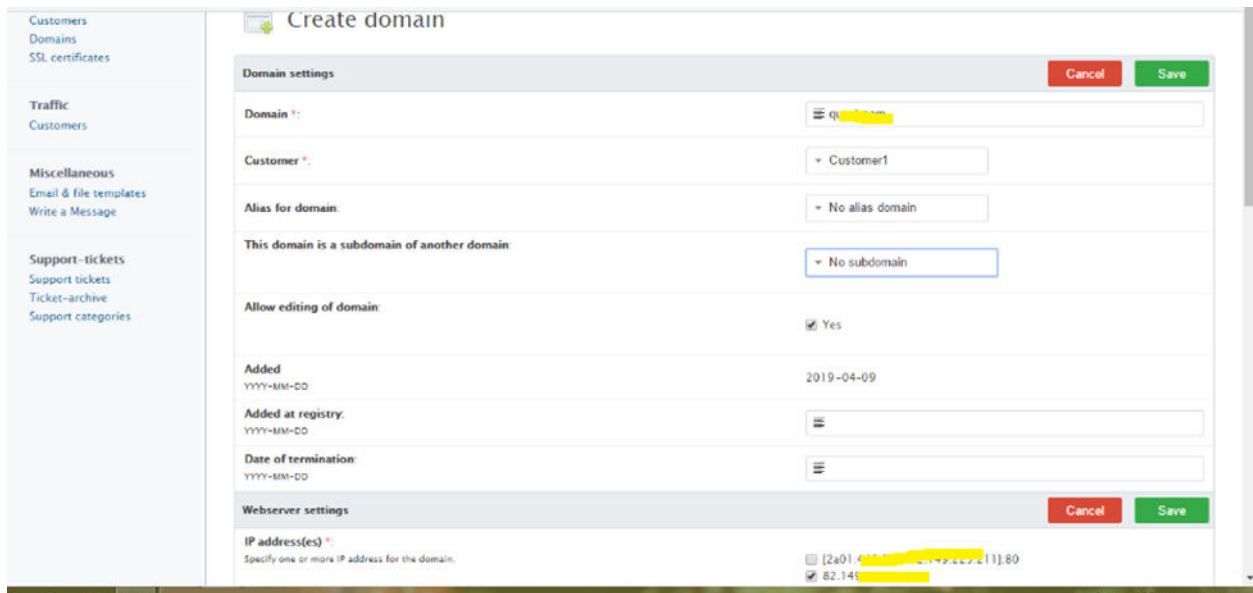 Customers
Domains
SSL certificates
Traffic
Customers
Miscellaneous
Email & file templates
Write a Message
Support-tickets
Support tickets
Ticket-archive
Support categories
Create domain
Domain settings
Cancel
Save
Domain *:
Customer *:
Customer1
Alias for domain:
No alias domain
This domain is a subdomain of another domain:
No subdomain
Allow editing of domain:
Yes
Added
YYYY-MM-DD
2019-04-09
Added at registry:
YYYY-MM-DD
Date of termination:
YYYY-MM-DD
Webserver settings
Cancel
Save
IP address(es) *:
Specify one or more IP address for the domain.
[2a01:
82.149